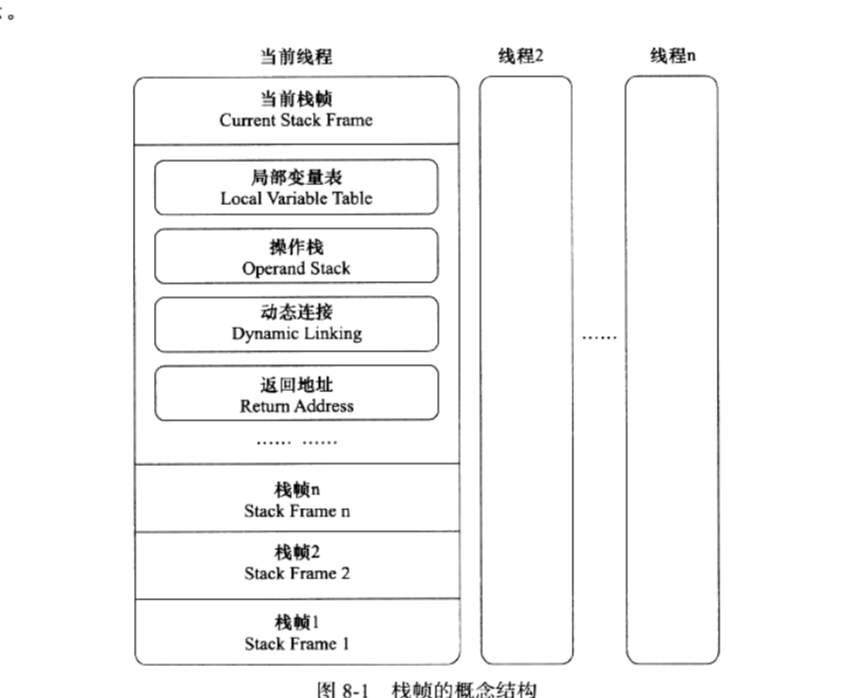 。
当前线程
线程2
线程n
当前栈帧
Current Stack Frame
局部变量表
Local Variable Table
操作栈
Operand Stack
动态连接
Dynamic Linking
返回地址
Return Address
…… ……
……
栈帧n
Stack Frame n
栈帧2
Stack Frame 2
栈帧1
Stack Frame 1
图 8-1 栈帧的概念结构